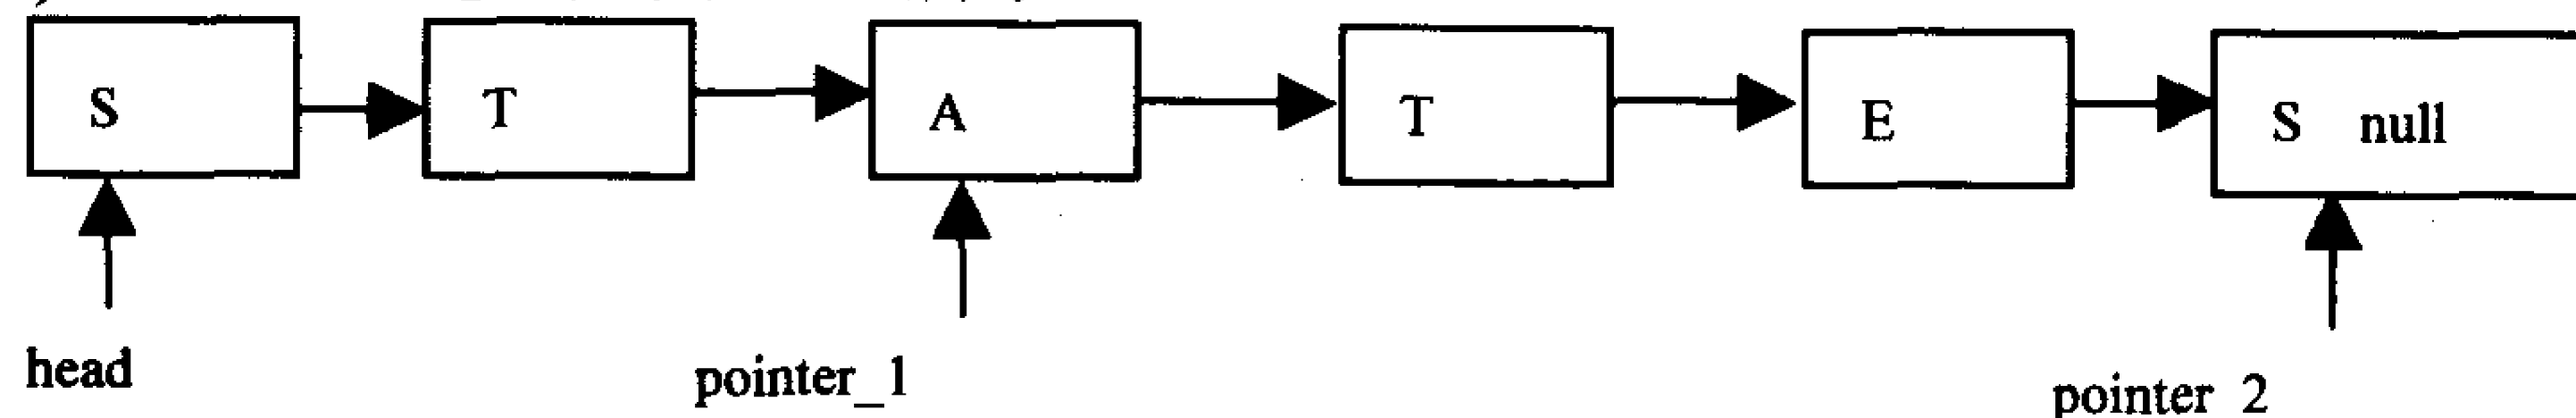 S T A T E S null
head pointer_1 pointer_2